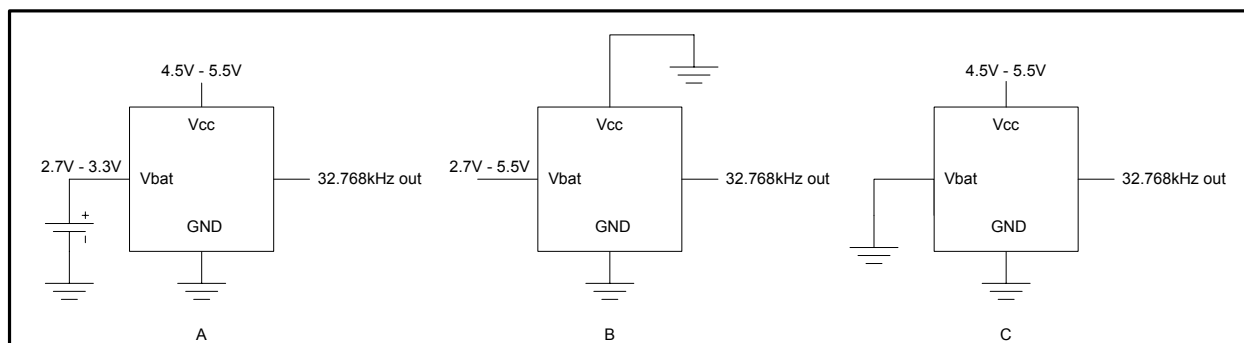 4.5V - 5.5V
Vcc
2.7V - 3.3V
Vbat
32.768kHz out
+
GND
A
Vcc
2.7V - 5.5V
Vbat
32.768kHz out
GND
B
4.5V - 5.5V
Vcc
Vbat
32.768kHz out
GND
C